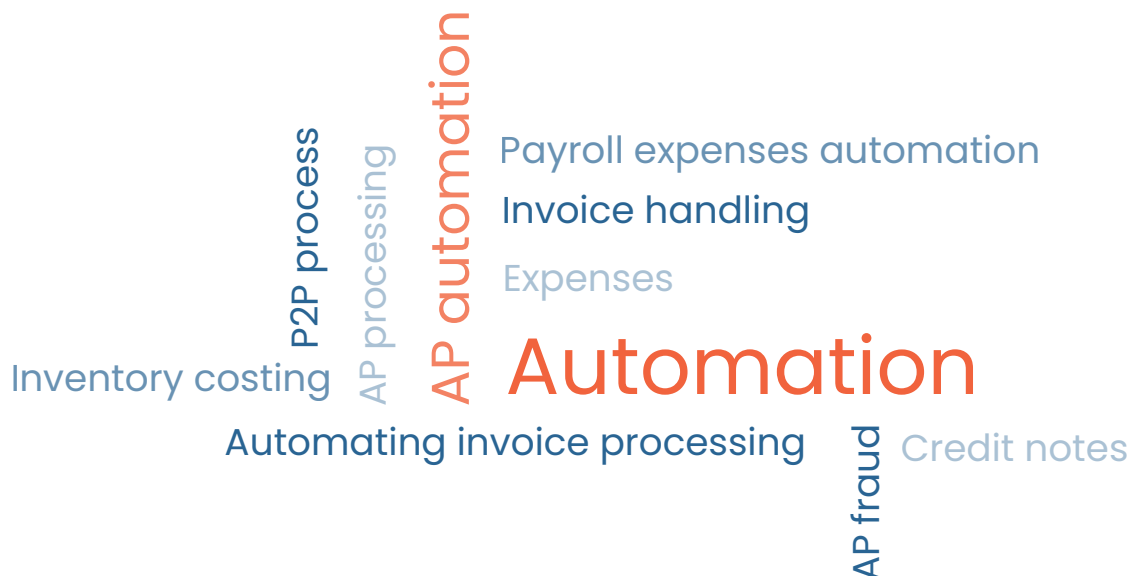 P2P process
AP processing
AP automation
Payroll expenses automation
Invoice handling
Expenses
Automation
Inventory costing
Automating invoice processing
AP fraud
Credit notes